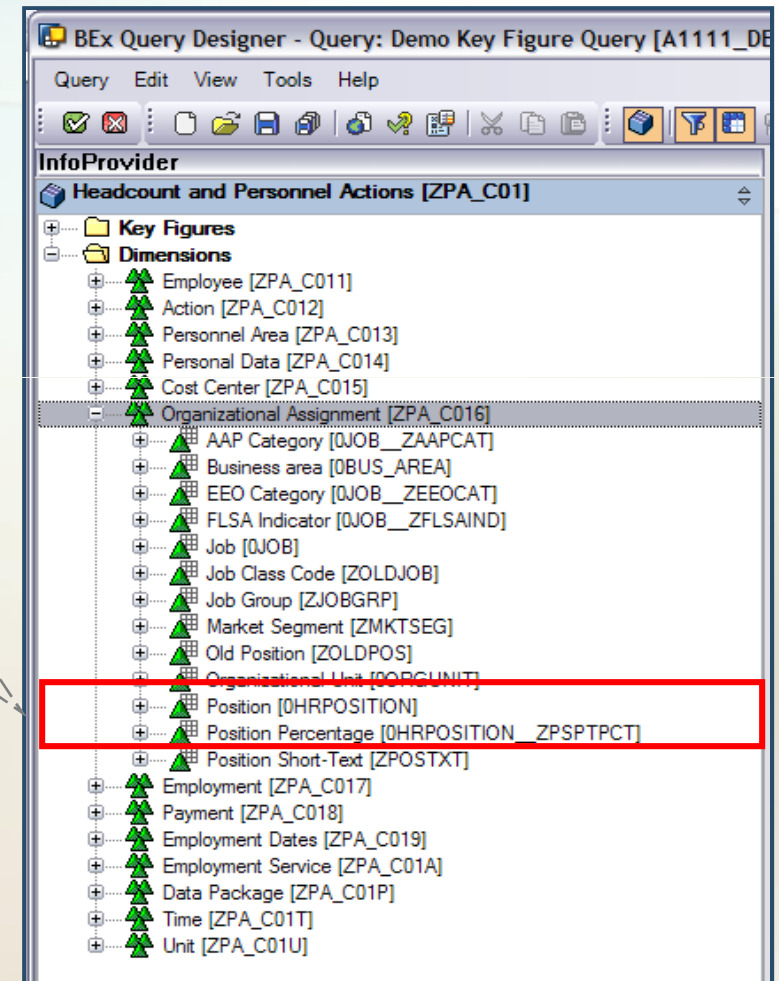 BEx Query Designer - Query: Demo Key Figure Query [A1111_DE
Query Edit View Tools Help
InfoProvider
Headcount and Personnel Actions [ZPA_C01]
Key Figures
Dimensions
Employee [ZPA_C011]
Action [ZPA_C012]
Personnel Area [ZPA_C013]
Personal Data [ZPA_C014]
Cost Center [ZPA_C015]
Organizational Assignment [ZPA_C016]
AAP Category [0JOB__ZAAPCAT]
Business area [0BUS_AREA]
EEO Category [0JOB__ZEEOCAT]
FLSA Indicator [0JOB__ZFLSAIND]
Job [0JOB]
Job Class Code [ZOLDJOB]
Job Group [ZJOBGRP]
Market Segment [ZMKTSEG]
Old Position [ZOLDPOS]
Organizational Unit [0ORGUNIT]
Position [0HRPOSITION]
Position Percentage [0HRPOSITION__ZPSPTPCT]
Position Short-Text [ZPOSTXT]
Employment [ZPA_C017]
Payment [ZPA_C018]
Employment Dates [ZPA_C019]
Employment Service [ZPA_C01A]
Data Package [ZPA_C01P]
Time [ZPA_C01T]
Unit [ZPA_C01U]